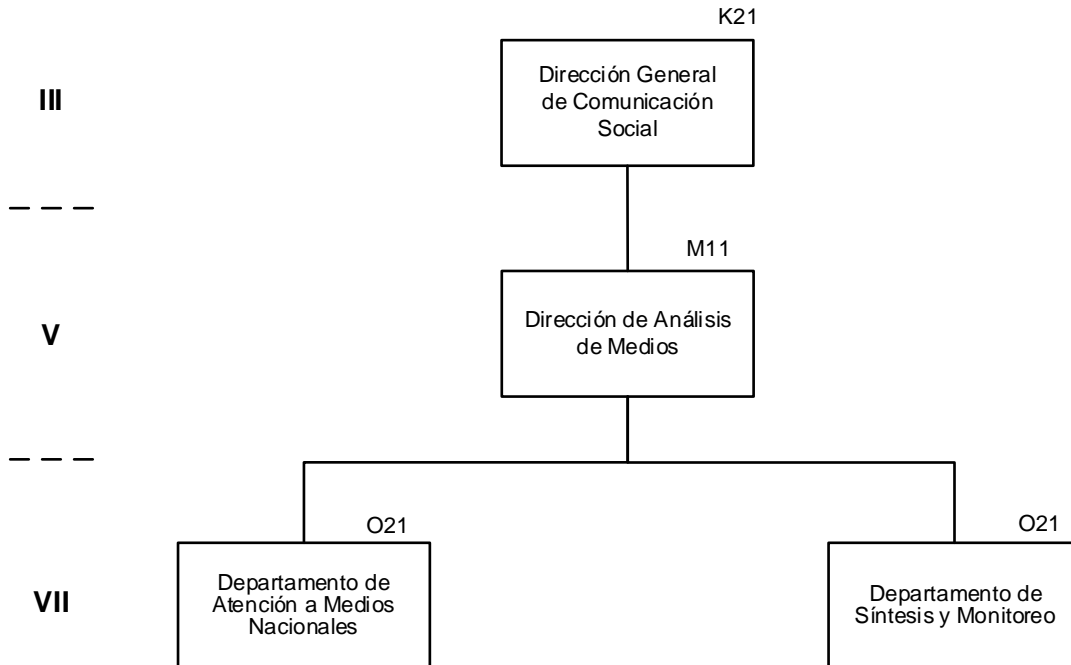 K21
III
Dirección General
de Comunicación
Social
M11
V
Dirección de Análisis
de Medios
O21
O21
VII
Departamento de
Atención a Medios
Nacionales
Departamento de
Síntesis y Monitoreo